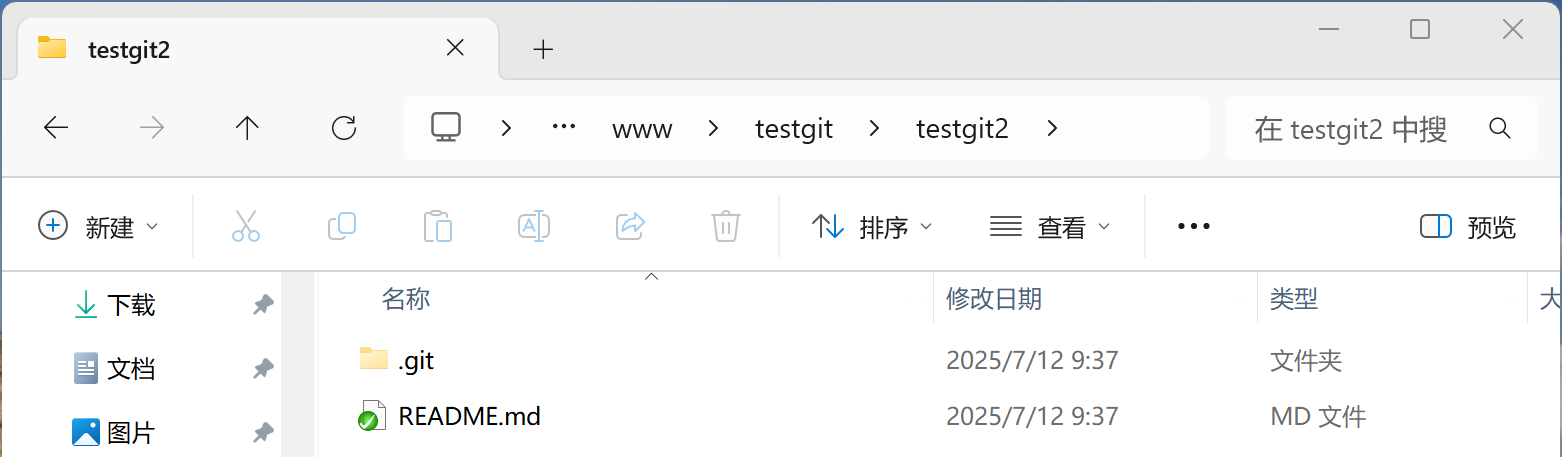 testgit2
www testgit testgit2 在 testgit2 中搜
新建 排序 查看 预览
名称 修改日期 类型 大
下载
.git 2025/7/12 9:37 文件夹
文档
README.md 2025/7/12 9:37 MD 文件
图片